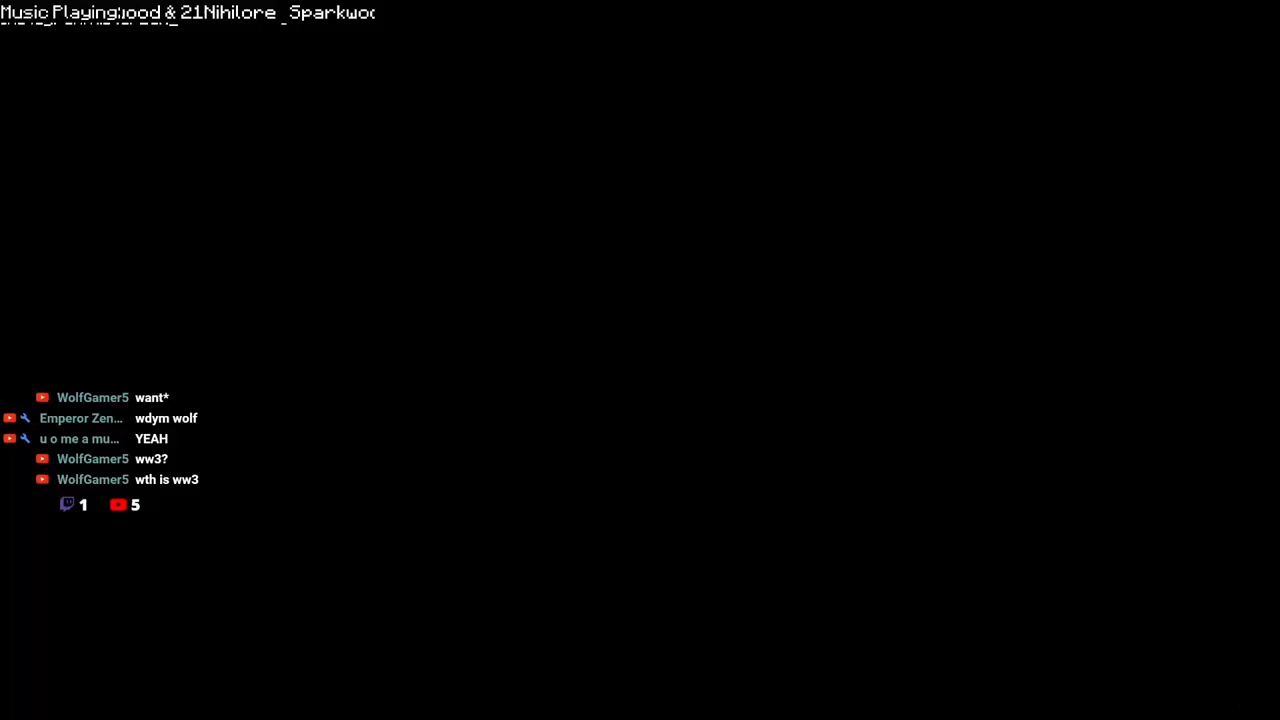 Music Playing:ood & 21Nihilore _Sparkwoo
WolfGamer5 want*
Emperor Zen... wdym wolf
u o me a mu... YEAH
WolfGamer5 ww3?
WolfGamer5 wth is ww3
1 5